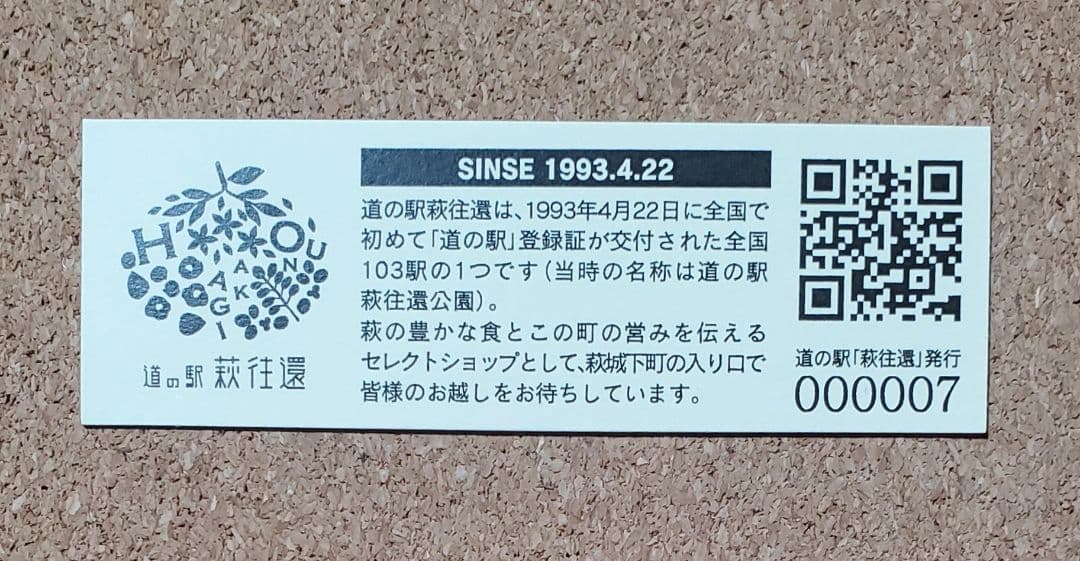 HAGI
OUKAN
道の駅 萩往還
SINSE 1993.4.22
道の駅萩往還は、1993年4月22日に全国で
初めて「道の駅」登録証が交付された全国
103駅の1つです(当時の名称は道の駅
萩往還公園)。
萩の豊かな食とこの町の営みを伝える
セレクトショップとして、萩城下町の入り口で
皆様のお越しをお待ちしています。
道の駅「萩往還」発行
000007